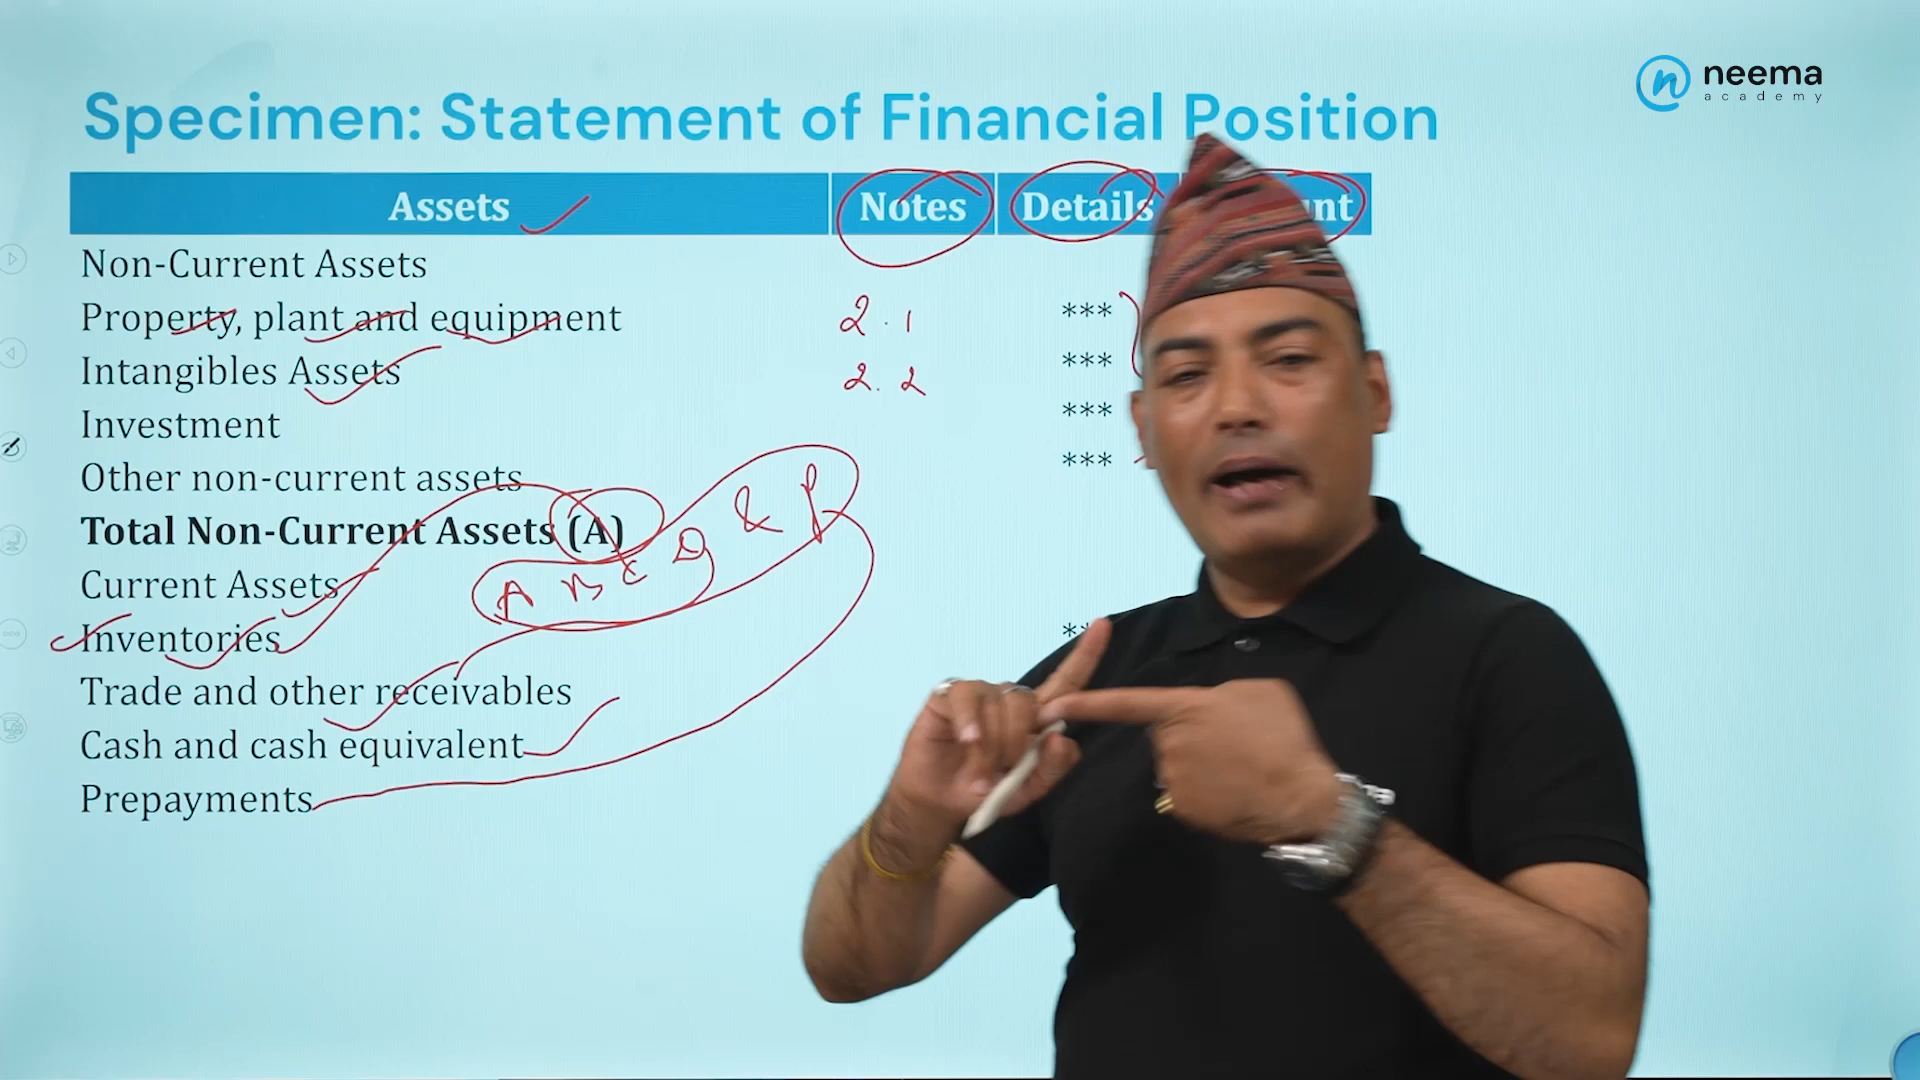 neema
academy
Specimen: Statement of Financial Position
Assets Notes Details
Non-Current Assets
Property, plant and equipment 2.1 ***
Intangibles Assets 2.2 ***
Investment ***
Other non-current assets ***
Total Non-Current Assets (A)
A B C D & P
Current Assets
Inventories
Trade and other receivables
Cash and cash equivalent
Prepayments